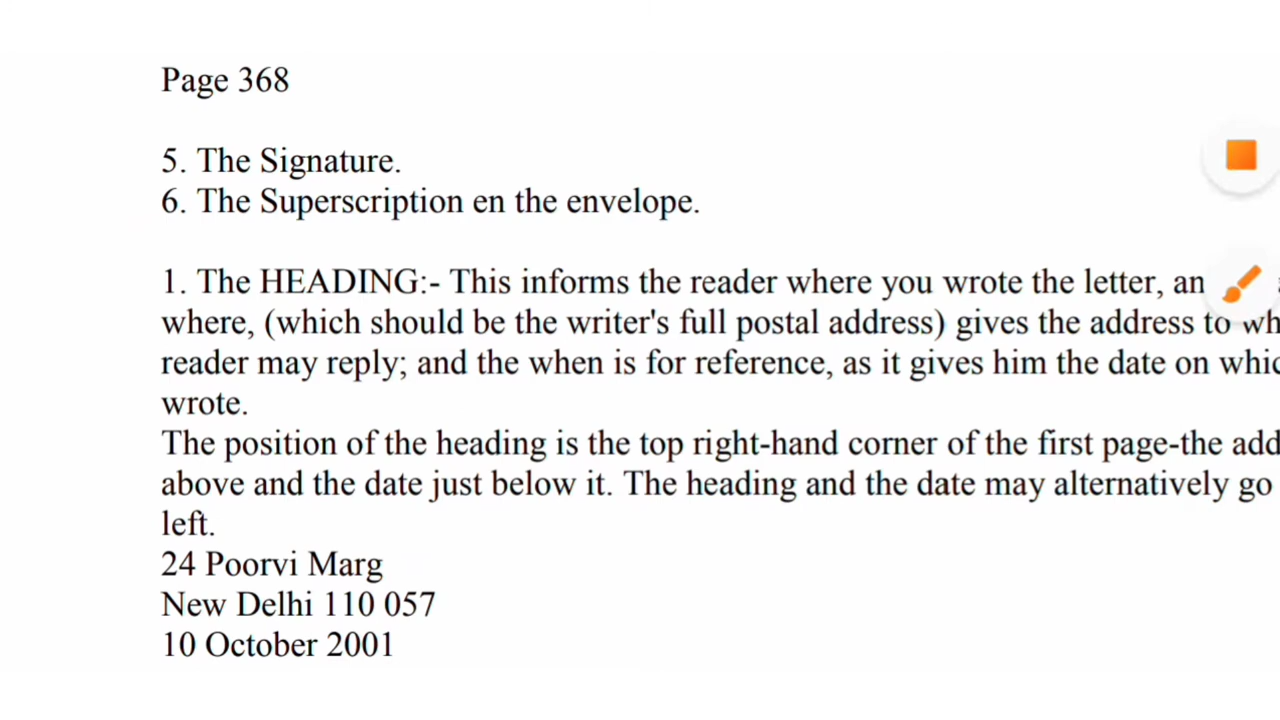 Page 368
5. The Signature.
6. The Superscription en the envelope.
1. The HEADING:- This informs the reader where you wrote the letter, an
where, (which should be the writer's full postal address) gives the address to wh
reader may reply; and the when is for reference, as it gives him the date on whic
wrote.
The position of the heading is the top right-hand corner of the first page-the add
above and the date just below it. The heading and the date may alternatively go
left.
24 Poorvi Marg
New Delhi 110 057
10 October 2001